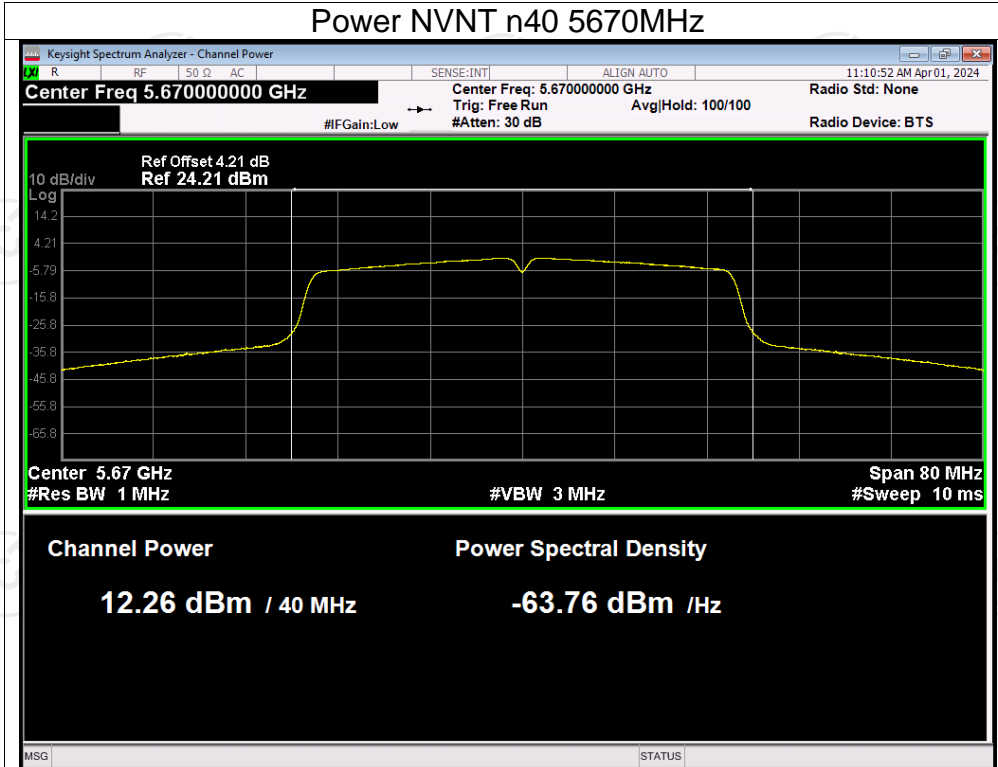 Power NVNT n40 5670MHz
Keysight Spectrum Analyzer - Channel Power
LXI R RF 50 Ω AC SENSE:INT ALIGN AUTO 11:10:52 AM Apr 01, 2024
Center Freq 5.670000000 GHz Center Freq: 5.670000000 GHz Radio Std: None
Trig: Free Run Avg|Hold: 100/100
#IFGain:Low #Atten: 30 dB Radio Device: BTS
Ref Offset 4.21 dB
10 dB/div Ref 24.21 dBm
Log
14.2
4.21
-5.79
-15.8
-25.8
-35.8
-45.8
-55.8
-65.8
Center 5.67 GHz Span 80 MHz
#Res BW 1 MHz #VBW 3 MHz #Sweep 10 ms
Channel Power Power Spectral Density
12.26 dBm / 40 MHz -63.76 dBm /Hz
MSG STATUS